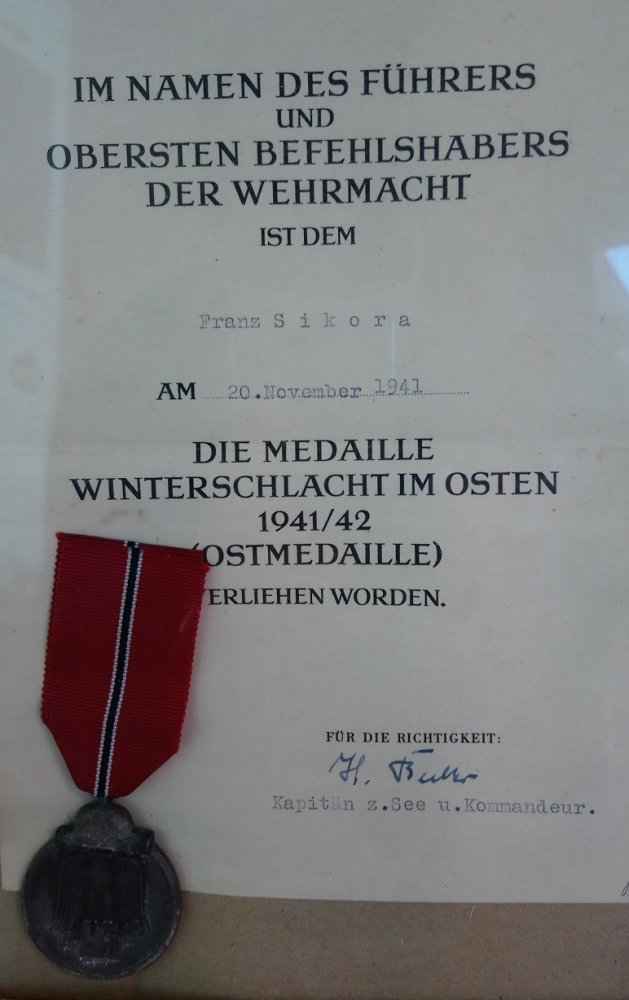 IM NAMEN DES FÜHRERS
UND
OBERSTEN BEFEHLSHABERS
DER WEHRMACHT
IST DEM
Franz S i k o r a
AM 20.November 1941
DIE MEDAILLE
WINTERSCHLACHT IM OSTEN
1941/42
(OSTMEDAILLE)
VERLIEHEN WORDEN.
FÜR DIE RICHTIGKEIT:
H.
Kapitän z.See u.Kommandeur.